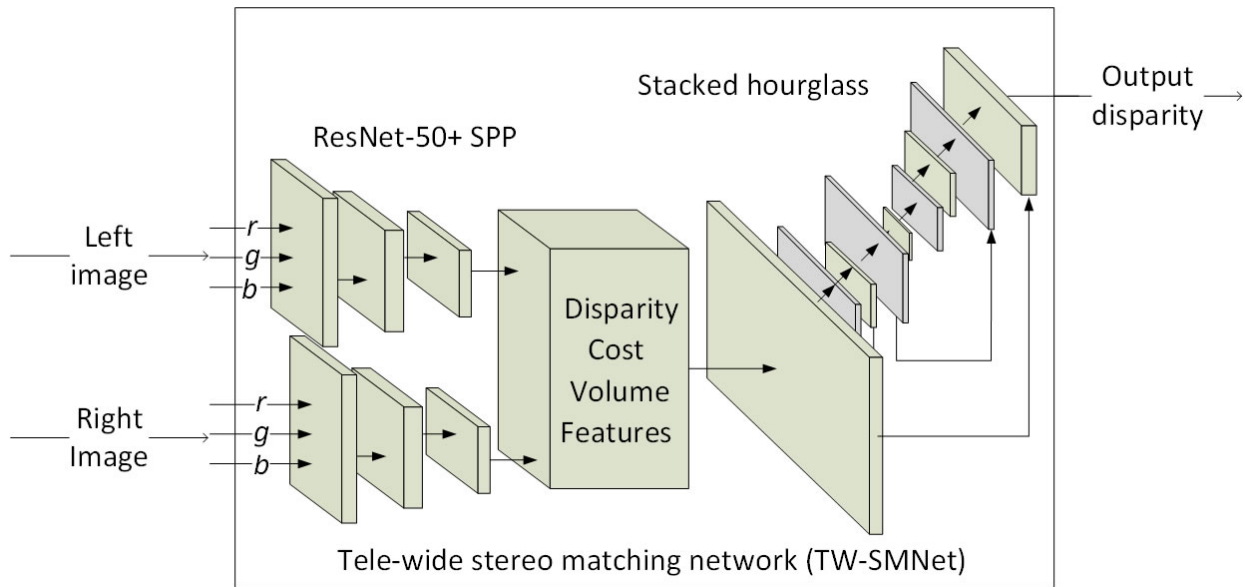 Stacked hourglass
Output
disparity
ResNet-50+ SPP
Left
image
r
g
b
Disparity
Cost
Volume
Features
Right
Image
r
g
b
Tele-wide stereo matching network (TW-SMNet)